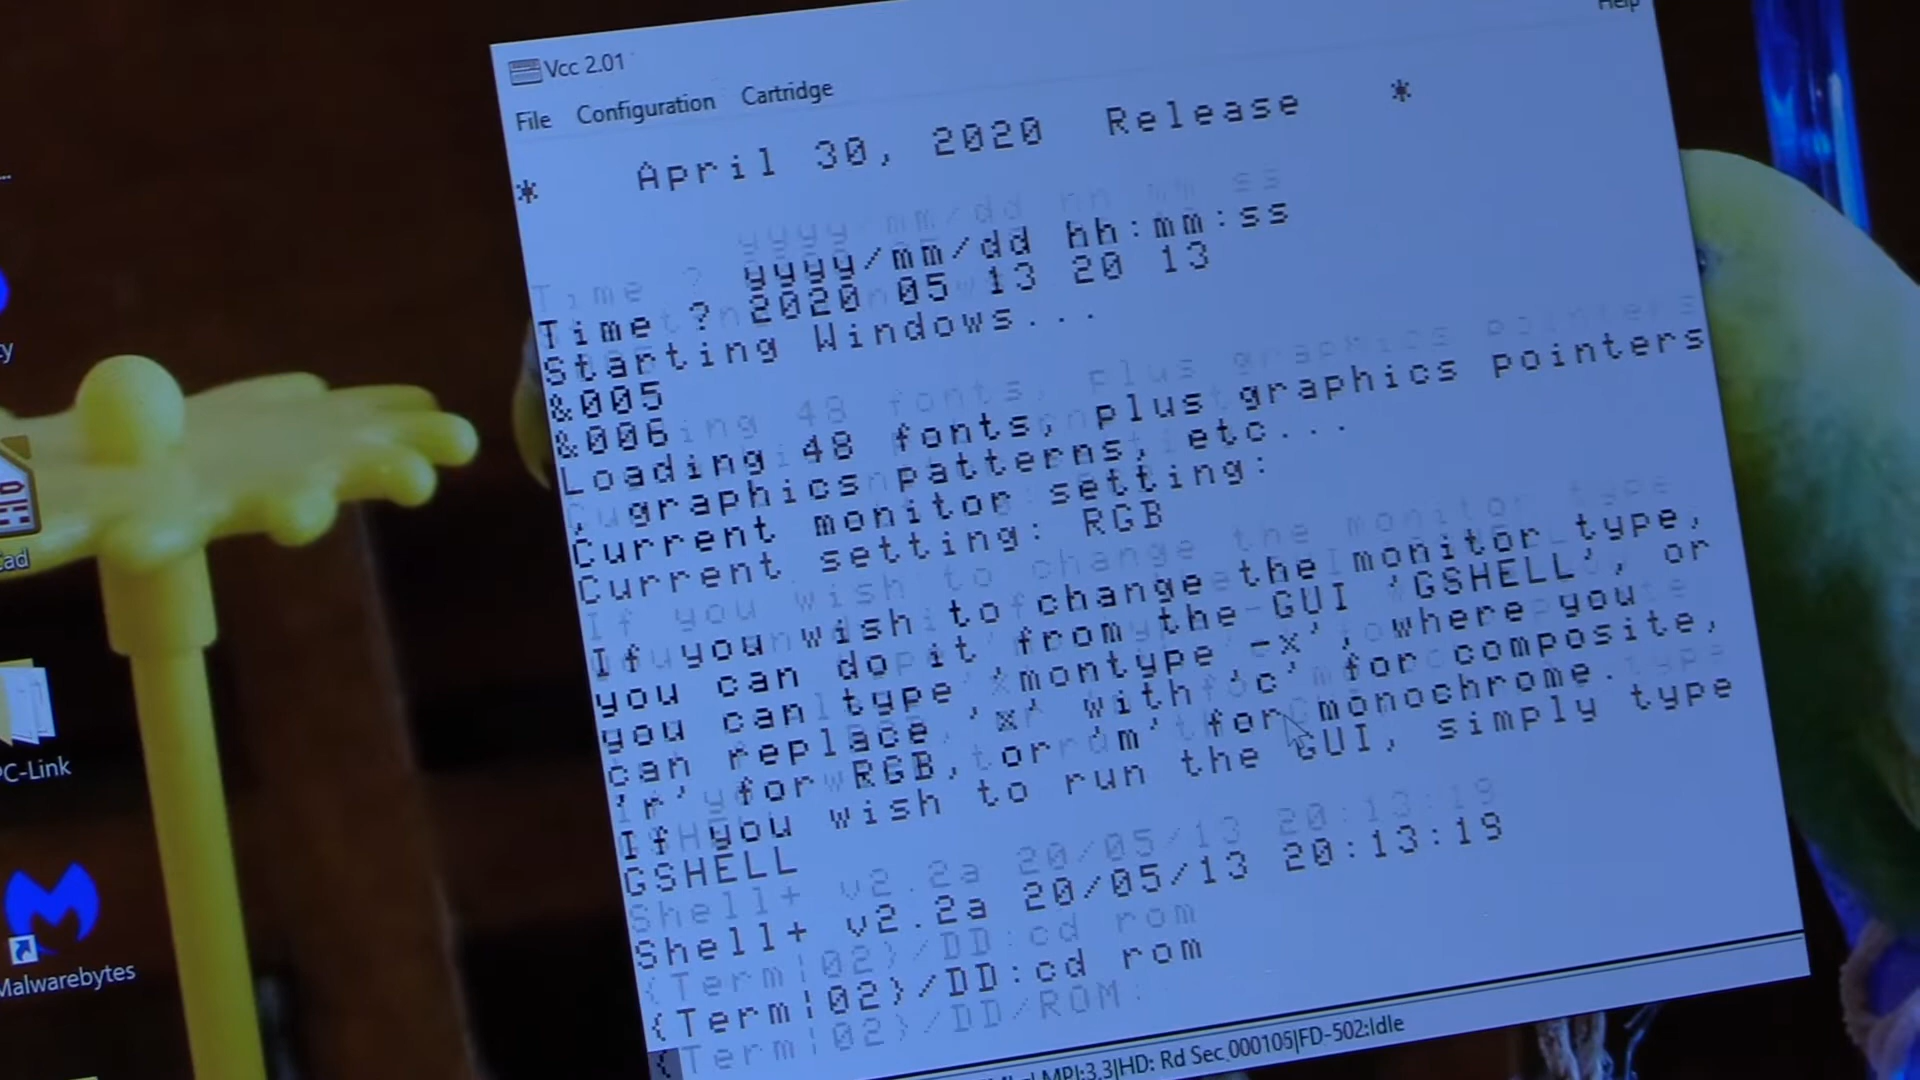 Help
Vcc 2.01
File Configuration Cartridge
* April 30, 2020 Release *
yyyy/mm/dd hh:mm:ss
Time ? 2020 05 13 20 13
Starting Windows...
&005
&006
Loading 48 fonts, plus graphics pointers
, graphics patterns, etc...
Current monitor setting:
Current setting: RGB
If you wish to change the monitor type,
you can do it from the GUI 'GSHELL', or
you can type 'montype -x', where you
can replace 'x' with 'c' for composite,
'r' for RGB, or 'm' for monochrome.
If you wish to run the GUI, simply type
GSHELL
Shell+ v2.2a 20/05/13 20:13:19
{Term|02}/DD:cd rom
{Term|02}/DD/ROM:
MPI:3.3|HD: Rd Sec 000105|FD-502:Idle
PC-Link
Malwarebytes